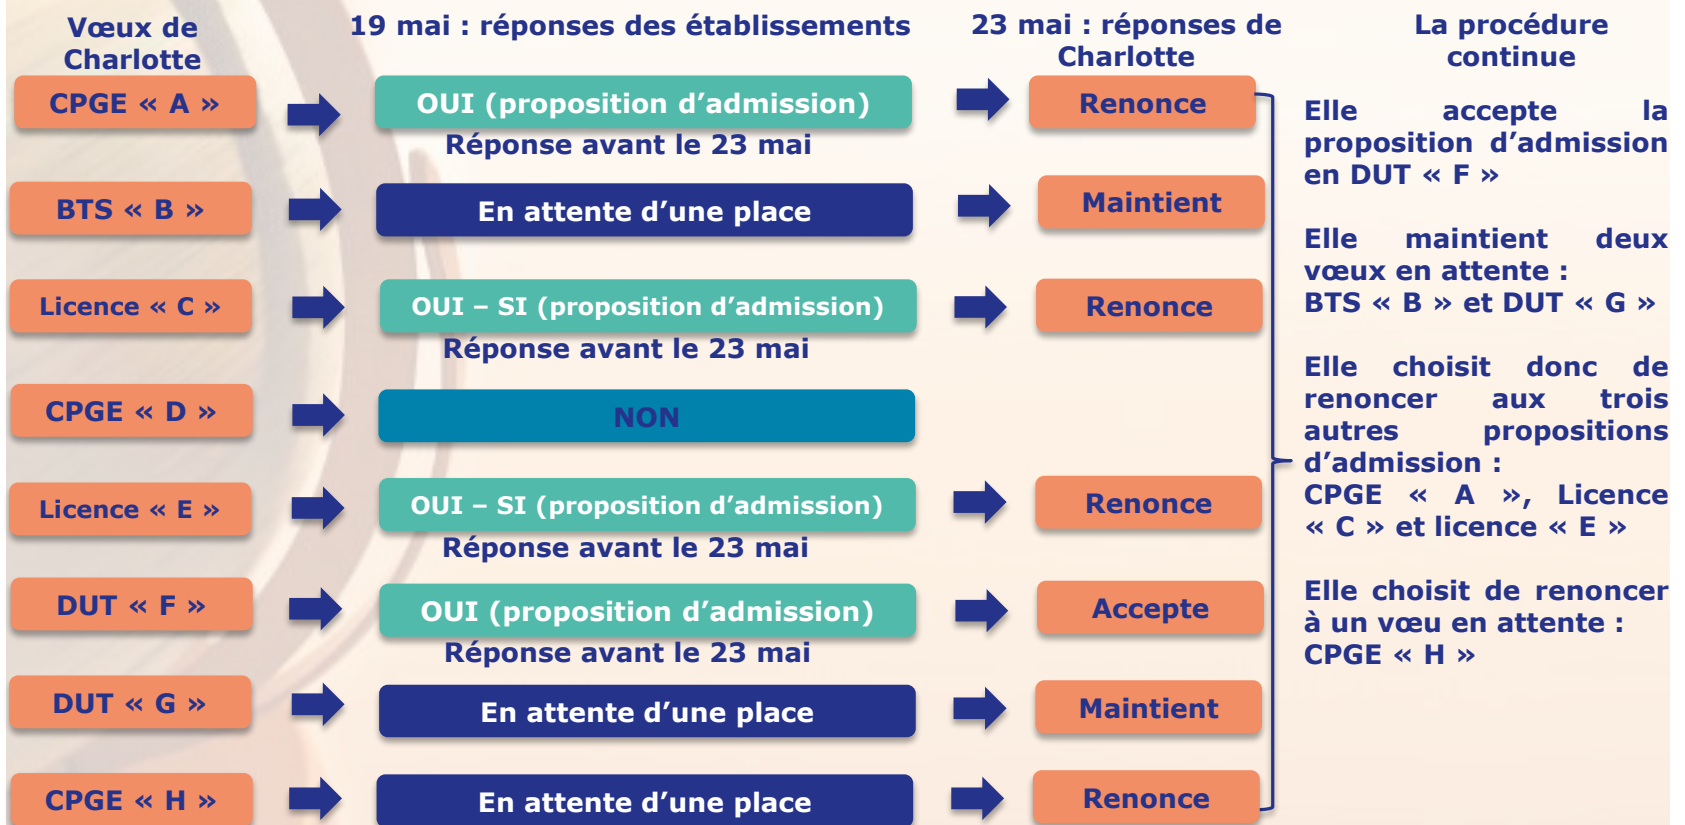 Vœux de
Charlotte
19 mai : réponses des établissements
23 mai : réponses de
Charlotte
La procédure
continue
CPGE « A »
OUI (proposition d’admission)
Renonce
Réponse avant le 23 mai
BTS « B »
En attente d’une place
Maintient
Licence « C »
OUI – SI (proposition d’admission)
Renonce
Réponse avant le 23 mai
CPGE « D »
NON
Licence « E »
OUI – SI (proposition d’admission)
Renonce
Réponse avant le 23 mai
DUT « F »
OUI (proposition d’admission)
Accepte
Réponse avant le 23 mai
DUT « G »
En attente d’une place
Maintient
CPGE « H »
En attente d’une place
Renonce
Elle accepte la
proposition d’admission
en DUT « F »
Elle maintient deux
vœux en attente :
BTS « B » et DUT « G »
Elle choisit donc de
renoncer aux trois
autres propositions
d’admission :
CPGE « A », Licence
« C » et licence « E »
Elle choisit de renoncer
à un vœu en attente :
CPGE « H »